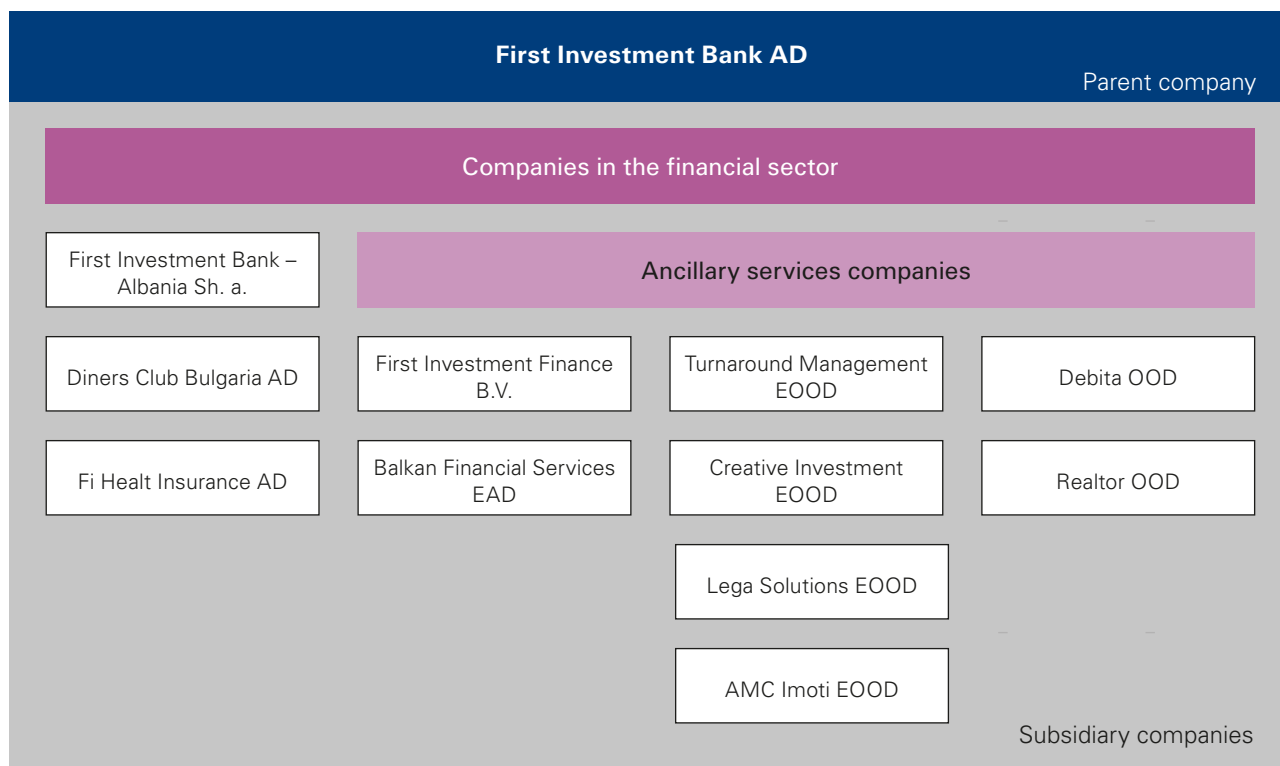 First Investment Bank AD
Parent company
Companies in the financial sector
First Investment Bank –
Albania Sh. a.
Ancillary services companies
Diners Club Bulgaria AD
First Investment Finance
B.V.
Turnaround Management
EOOD
Debita OOD
Fi Healt Insurance AD
Balkan Financial Services
EAD
Creative Investment
EOOD
Realtor OOD
Lega Solutions EOOD
AMC Imoti EOOD
Subsidiary companies